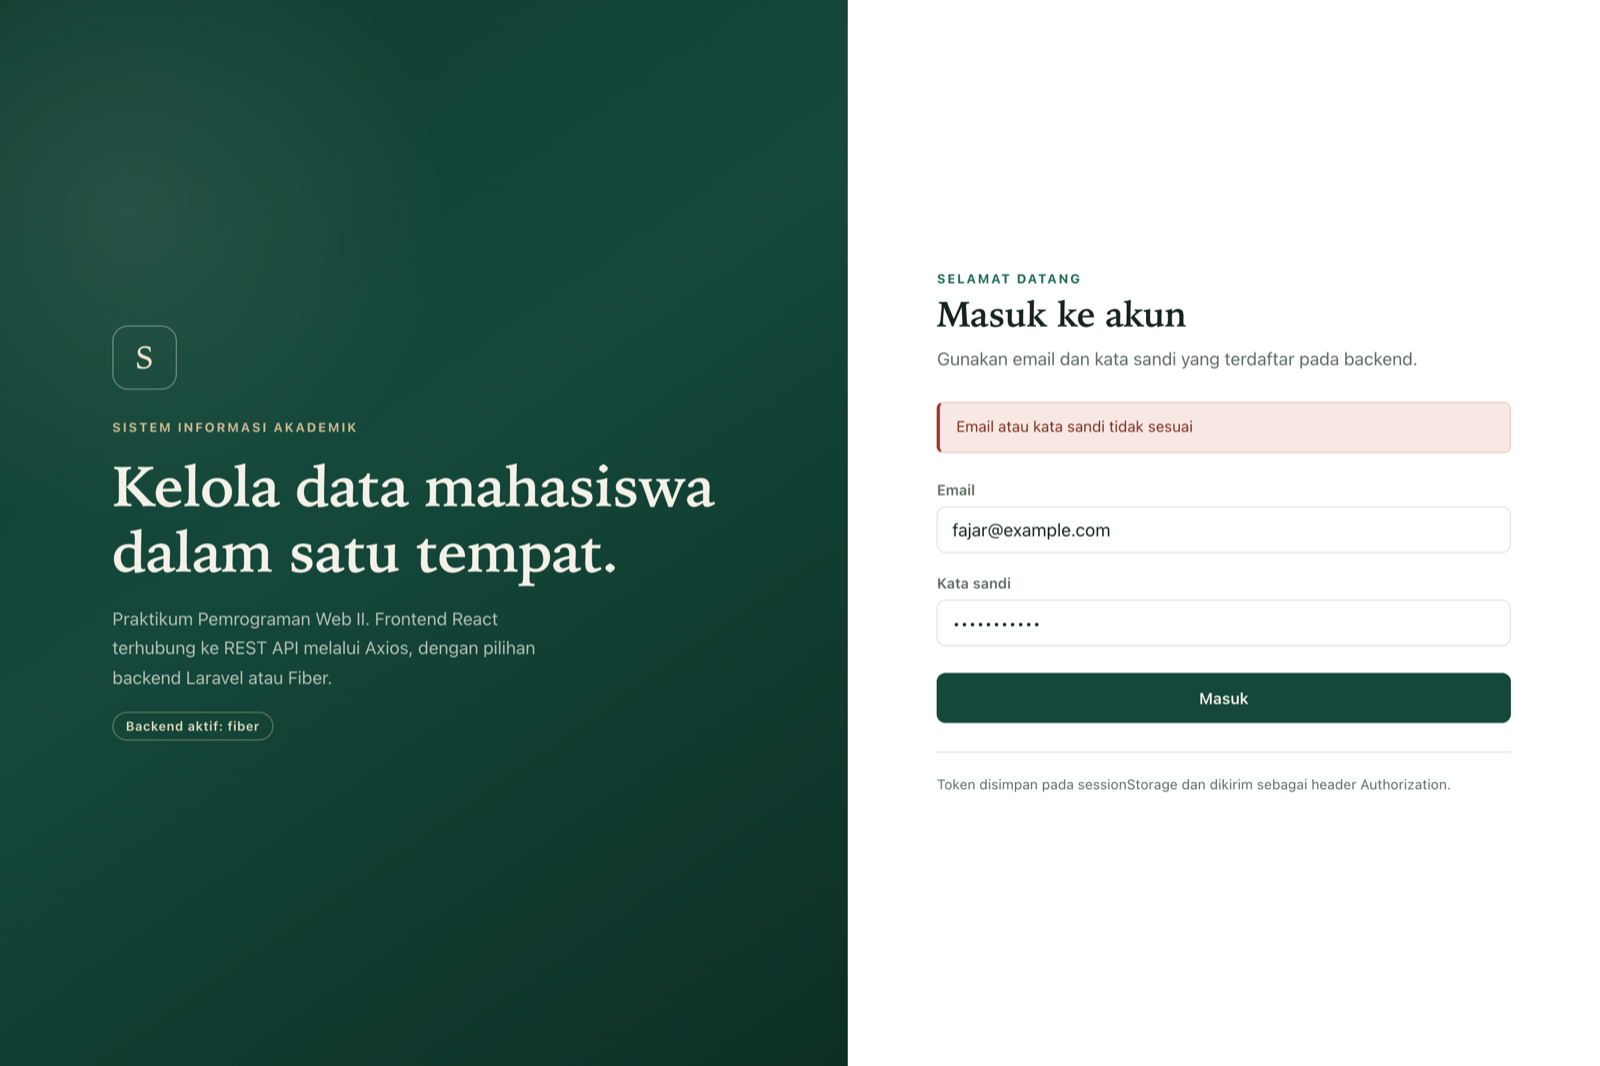 S
SISTEM INFORMASI AKADEMIK
Kelola data mahasiswa
dalam satu tempat.
Praktikum Pemrograman Web II. Frontend React
terhubung ke REST API melalui Axios, dengan pilihan
backend Laravel atau Fiber.
Backend aktif: fiber
SELAMAT DATANG
Masuk ke akun
Gunakan email dan kata sandi yang terdaftar pada backend.
Email atau kata sandi tidak sesuai
Email
fajar@example.com
Kata sandi
•••••••••••
Masuk
Token disimpan pada sessionStorage dan dikirim sebagai header Authorization.